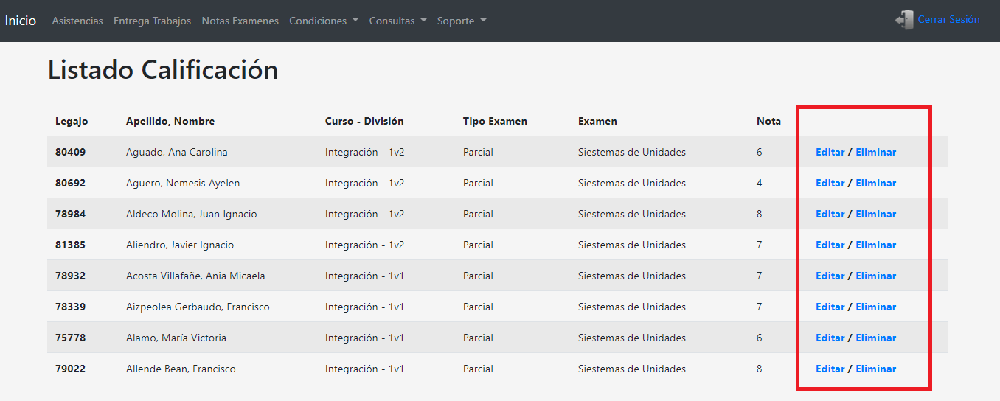 Inicio Asistencias Entrega Trabajos Notas Examenes Condiciones Consultas Soporte Cerrar Sesión
Listado Calificación
Legajo Apellido, Nombre Curso - División Tipo Examen Examen Nota
80409 Aguado, Ana Carolina Integración - 1v2 Parcial Siestemas de Unidades 6 Editar / Eliminar
80692 Aguero, Nemesis Ayelen Integración - 1v2 Parcial Siestemas de Unidades 4 Editar / Eliminar
78984 Aldeco Molina, Juan Ignacio Integración - 1v2 Parcial Siestemas de Unidades 8 Editar / Eliminar
81385 Aliendro, Javier Ignacio Integración - 1v2 Parcial Siestemas de Unidades 7 Editar / Eliminar
78932 Acosta Villafañe, Ania Micaela Integración - 1v1 Parcial Siestemas de Unidades 7 Editar / Eliminar
78339 Aizpeolea Gerbaudo, Francisco Integración - 1v1 Parcial Siestemas de Unidades 7 Editar / Eliminar
75778 Alamo, María Victoria Integración - 1v1 Parcial Siestemas de Unidades 6 Editar / Eliminar
79022 Allende Bean, Francisco Integración - 1v1 Parcial Siestemas de Unidades 8 Editar / Eliminar